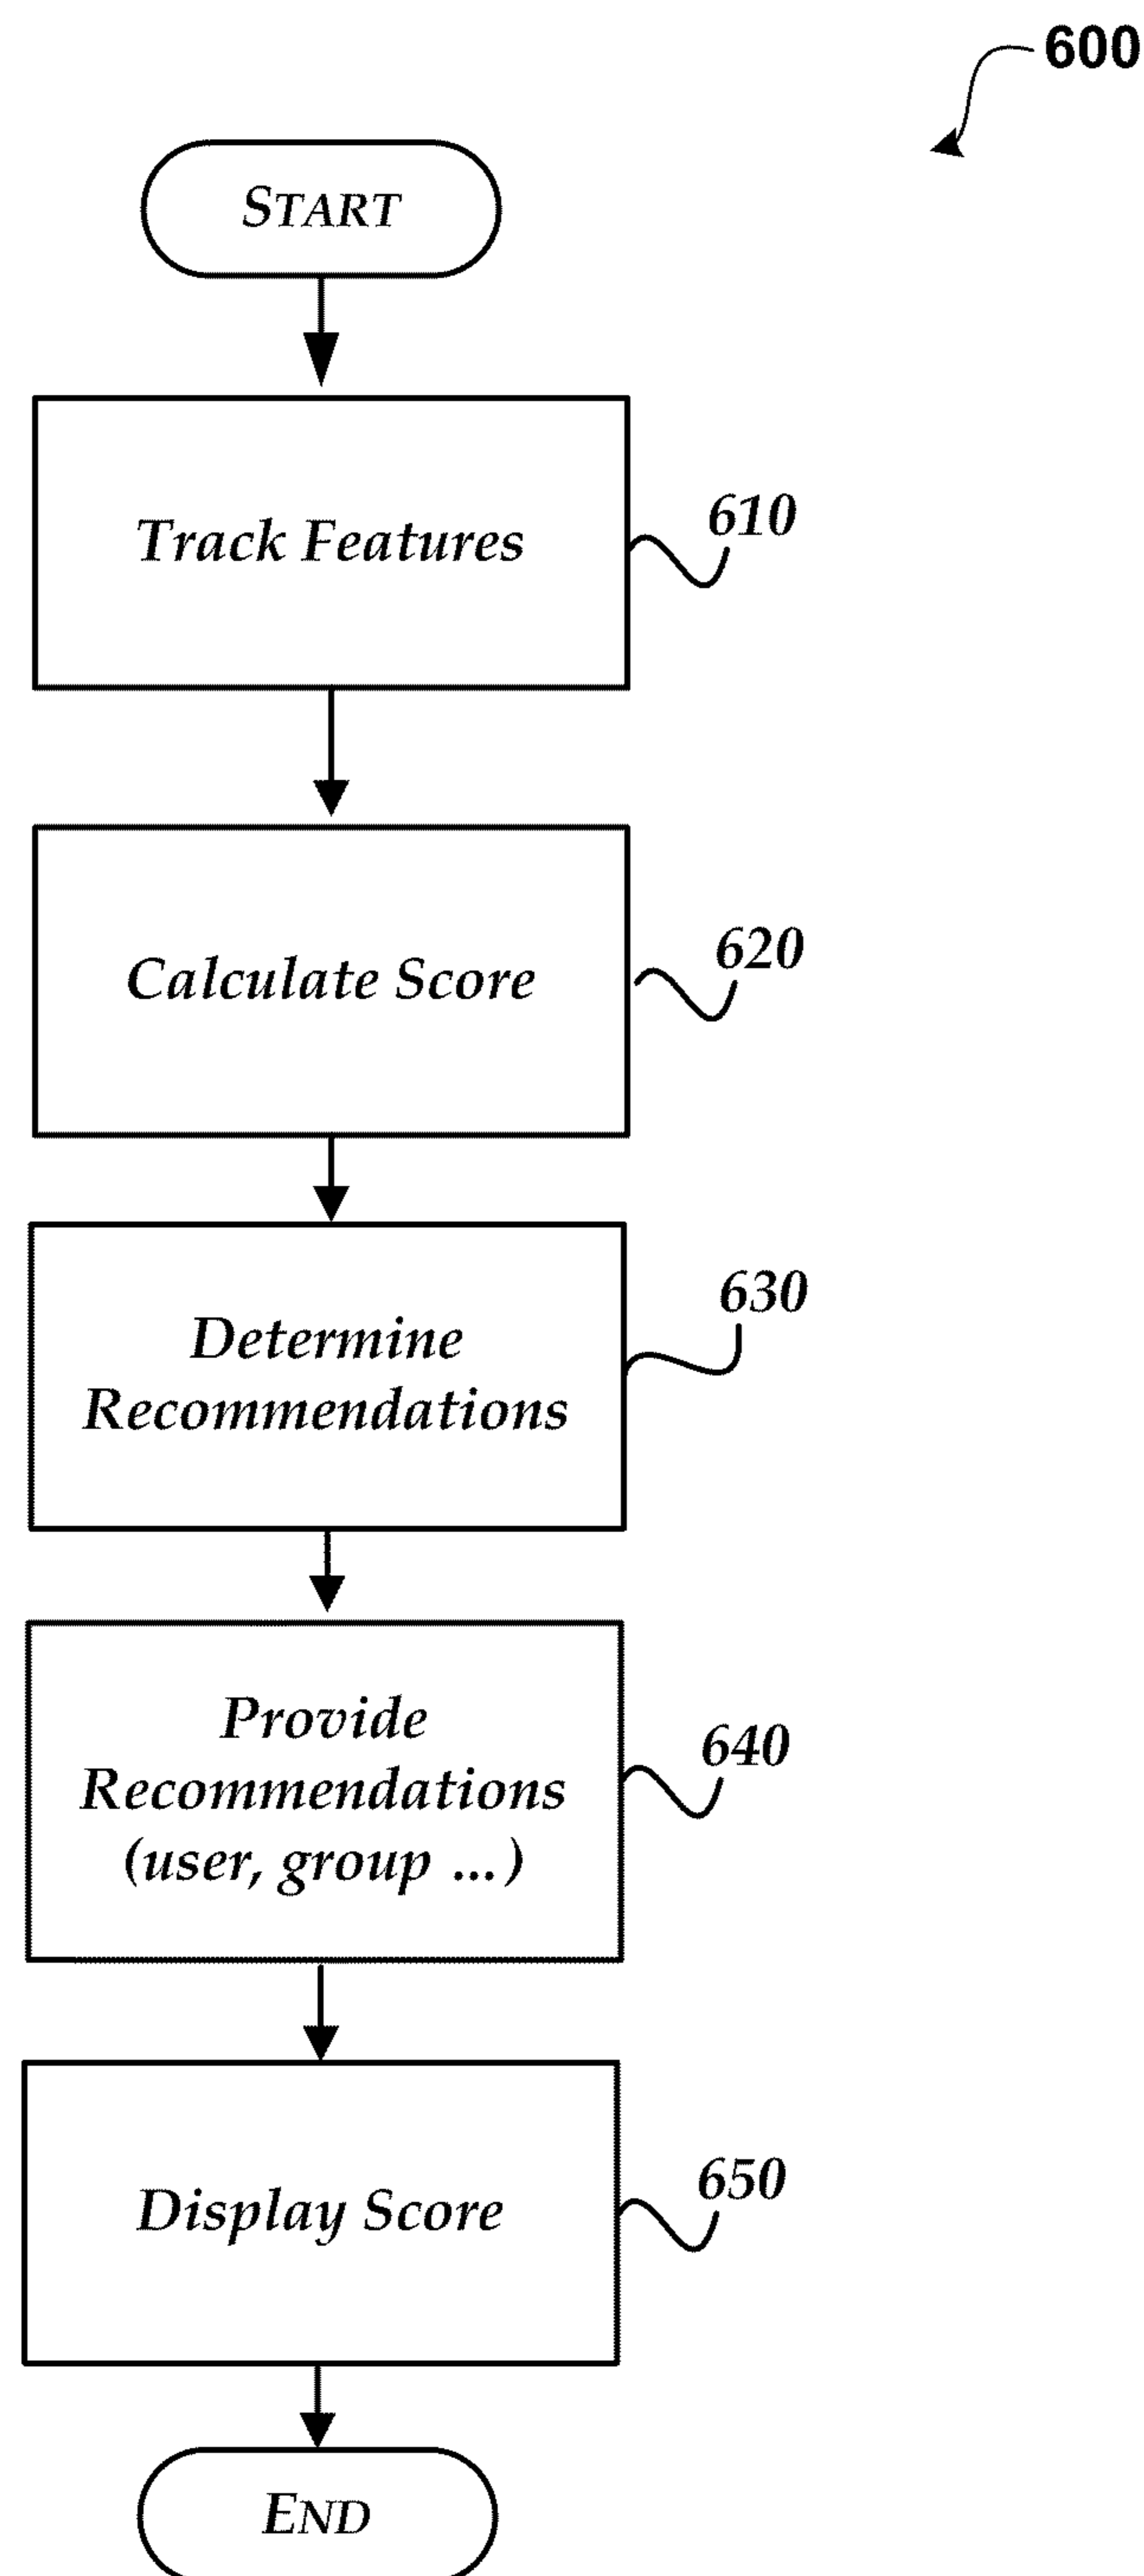 600
START
Track Features
610
Calculate Score
620
Determine
Recommendations
630
Provide
Recommendations
(user, group ...)
640
Display Score
650
END